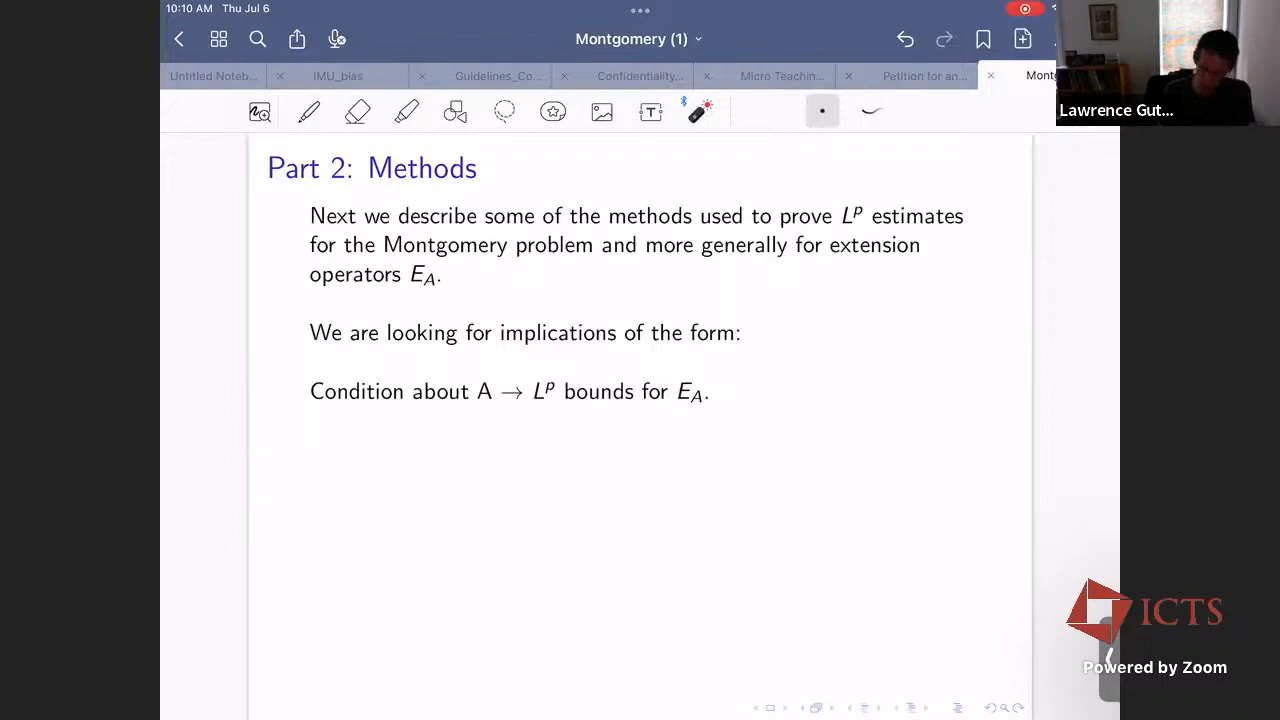 10:10 AM Thu Jul 6
Montgomery (1)
Untitled Noteb...
IMU_bias
Guidelines_Co...
Confidentiality...
Micro Teachin...
Petition for an...
Mont
Lawrence Gut...
T
Part 2: Methods
Next we describe some of the methods used to prove Lᵖ estimates
for the Montgomery problem and more generally for extension
operators E_A.
We are looking for implications of the form:
Condition about A → Lᵖ bounds for E_A.
ICTS
Powered by Zoom